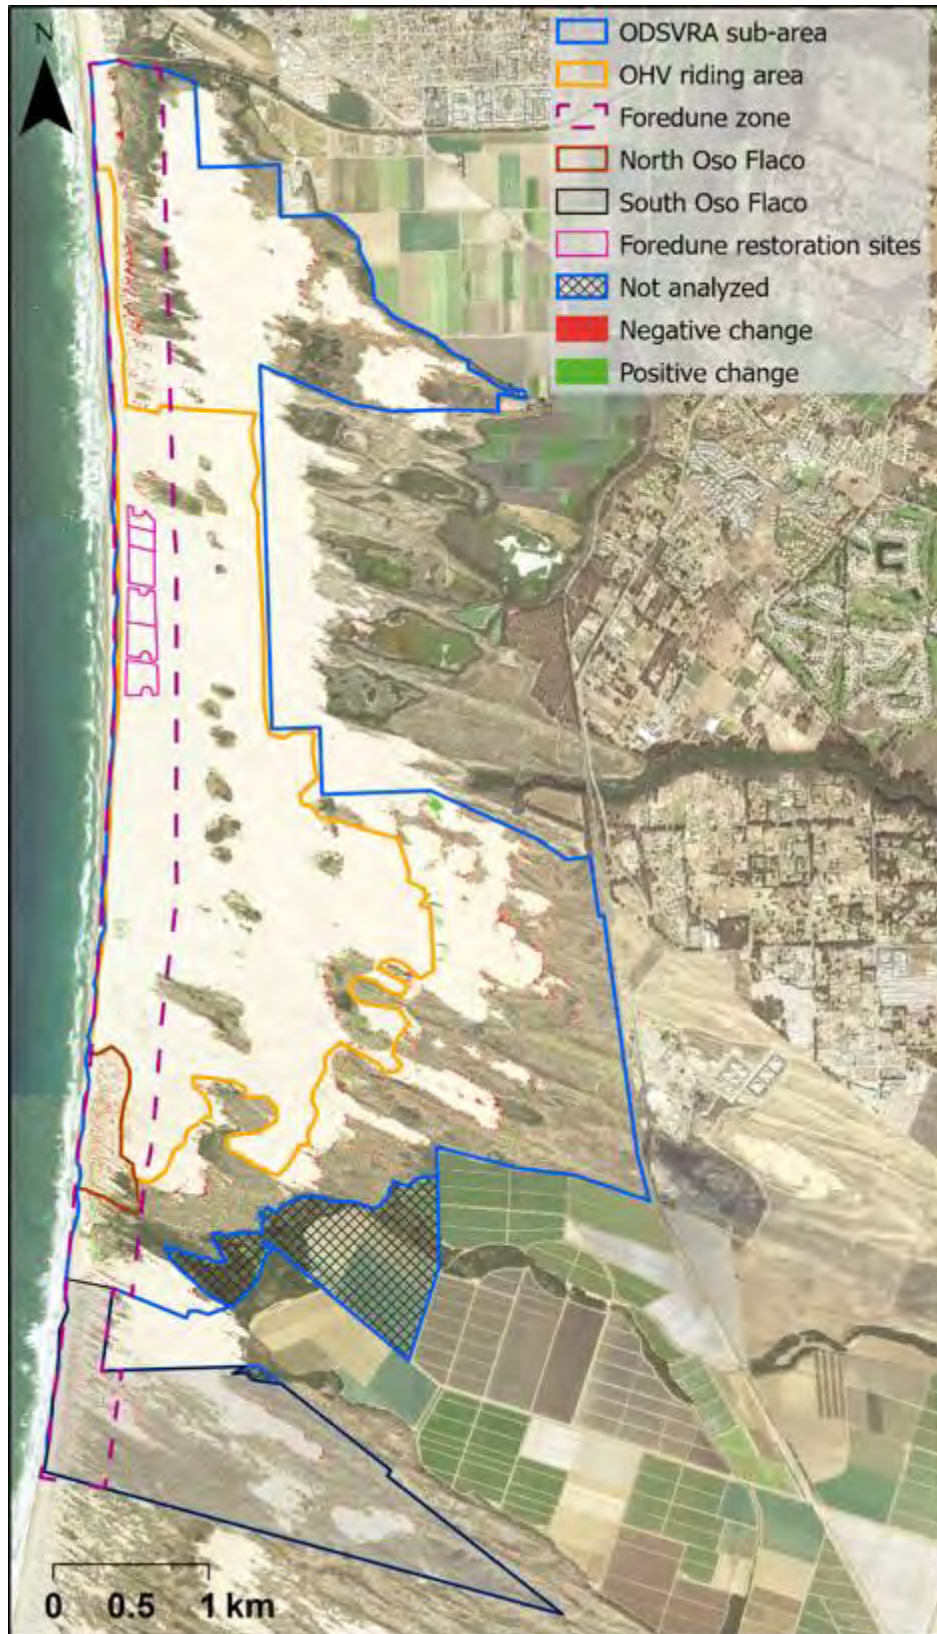 N
ODSVRA sub-area
OHV riding area
Foredune zone
North Oso Flaco
South Oso Flaco
Foredune restoration sites
Not analyzed
Negative change
Positive change
0 0.5 1 km